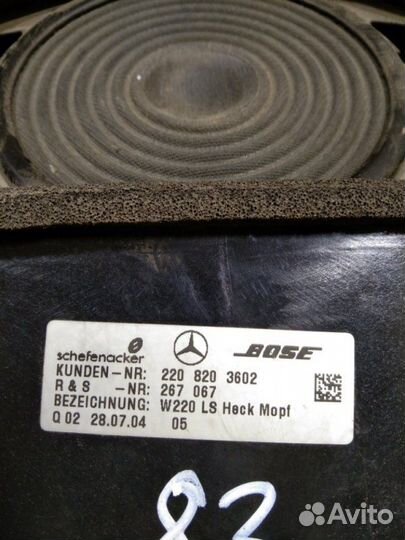 schefenacker BOSE
KUNDEN-NR: 220 820 3602
R & S -NR: 267 067
BEZEICHNUNG: W220 LS Heck Mopf
Q 02 28.07.04 05
83
Avito